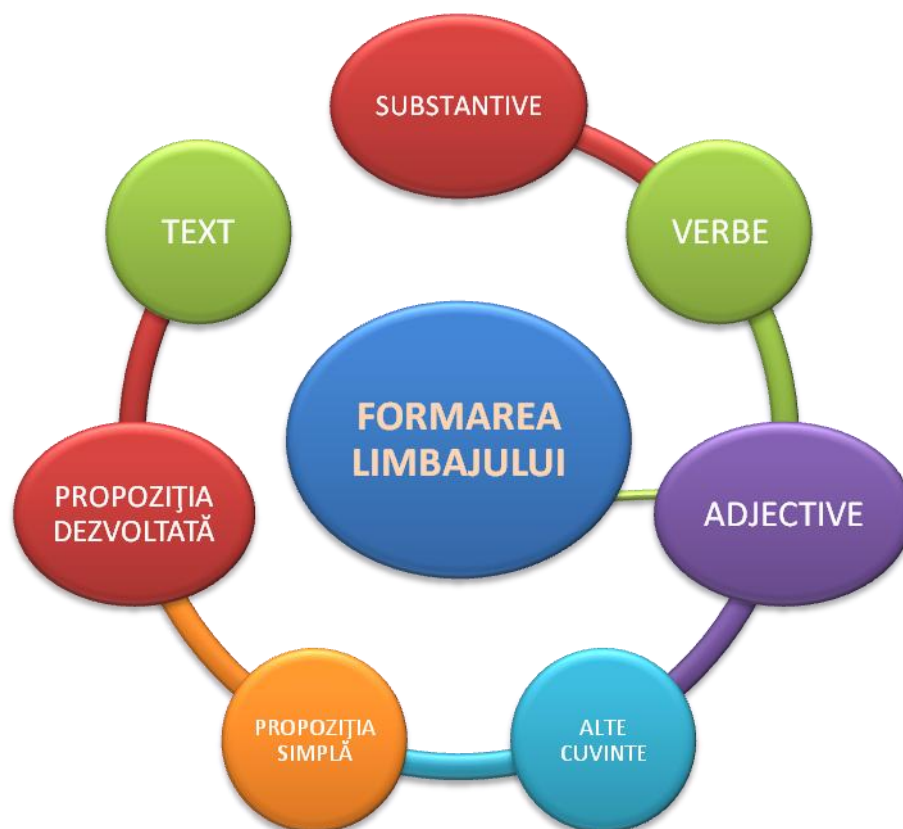 SUBSTANTIVE
VERBE
ADJECTIVE
ALTE
CUVINTE
PROPOZIŢIA
SIMPLĂ
PROPOZIŢIA
DEZVOLTATĂ
TEXT
FORMAREA
LIMBAJULUI